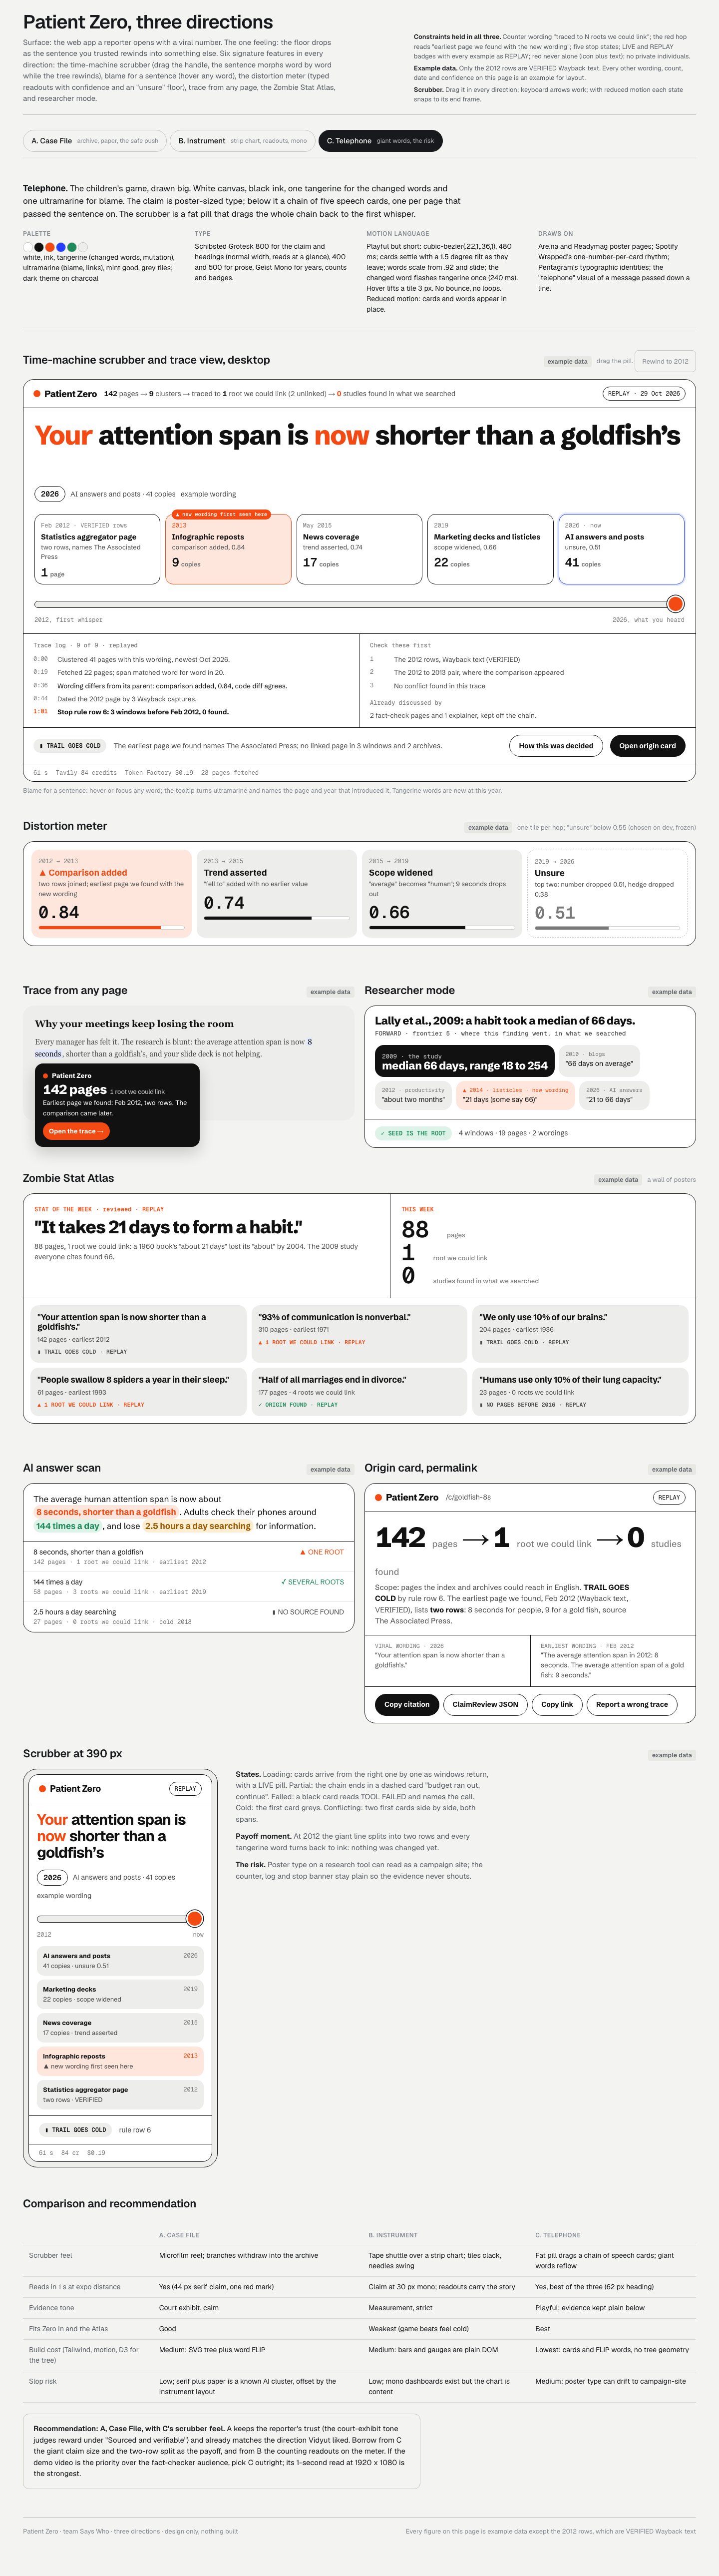 Patient Zero, three directions
Surface: the web app a reporter opens with a viral number. The one feeling: the floor drops
as the sentence you trusted rewinds into something else. Six signature features in every
direction: the time-machine scrubber (drag the handle, the sentence morphs word by word
while the tree rewinds), blame for a sentence (hover any word), the distortion meter (typed
readouts with confidence and an "unsure" floor), trace from any page, the Zombie Stat Atlas,
and researcher mode.
Constraints held in all three. Counter wording "traced to N roots we could link"; the red hop
reads "earliest page we found with the new wording"; five stop states; LIVE and REPLAY
badges with every example as REPLAY; never red alone (icon plus text); no private individuals.
Example data. Only the 2012 rows are VERIFIED Wayback text. Every other wording, count,
date and confidence on this page is an example for layout.
Scrubber. Drag it in every direction; keyboard arrows work; with reduced motion each state
snaps to its end frame.
A. Case File archive, paper, the safe push
B. Instrument strip chart, readouts, mono
C. Telephone giant words, the risk
Telephone. The children's game, drawn big. White canvas, black ink, one tangerine for the changed words and
one ultramarine for blame. The claim is poster-sized type; below it a chain of five speech cards, one per page that
passed the sentence on. The scrubber is a fat pill that drags the whole chain back to the first whisper.
PALETTE
white, ink, tangerine (changed words, mutation),
ultramarine (blame, links), mint good, grey tiles;
dark theme on charcoal
TYPE
Schibsted Grotesk 800 for the claim and
headings (normal width, reads at a glance), 400
and 500 for prose, Geist Mono for years, counts
and badges.
MOTION LANGUAGE
Playful but short: cubic-bezier(.22,1,.36,1), 480
ms; cards settle with a 1.5 degree tilt as they
leave; words scale from .92 and slide; the
changed word flashes tangerine once (240 ms).
Hover lifts a tile 3 px. No bounce, no loops.
Reduced motion: cards and words appear in
place.
DRAWS ON
Are.na and Readymag poster pages; Spotify
Wrapped's one-number-per-card rhythm;
Pentagram's typographic identities; the
"telephone" visual of a message passed down a
line.
Time-machine scrubber and trace view, desktop
example data drag the pill. Rewind to 2012
Patient Zero 142 pages → 9 clusters → traced to 1 root we could link (2 unlinked) → 0 studies found in what we searched
REPLAY · 29 Oct 2026
Your attention span is now shorter than a goldfish's
2026 AI answers and posts · 41 copies example wording
Feb 2012 · VERIFIED rows
Statistics aggregator page
two rows, names The Associated
Press
1 page
▲ new wording first seen here
2013
Infographic reposts
comparison added, 0.84
9 copies
May 2015
News coverage
trend asserted, 0.74
17 copies
2019
Marketing decks and listicles
scope widened, 0.66
22 copies
2026 · now
AI answers and posts
unsure, 0.51
41 copies
2012, first whisper
2026, what you heard
Trace log · 9 of 9 · replayed
0:00 Clustered 41 pages with this wording, newest Oct 2026.
0:19 Fetched 22 pages; span matched word for word in 20.
0:36 Wording differs from its parent: comparison added, 0.84, code diff agrees.
0:44 Dated the 2012 page by 3 Wayback captures.
1:01 Stop rule row 6: 3 windows before Feb 2012, 0 found.
Check these first
1 The 2012 rows, Wayback text (VERIFIED)
2 The 2012 to 2013 pair, where the comparison appeared
3 No conflict found in this trace
Already discussed by
2 fact-check pages and 1 explainer, kept off the chain.
▮ TRAIL GOES COLD The earliest page we found names The Associated Press; no linked page in 3 windows and 2 archives.
How this was decided
Open origin card
61 s Tavily 84 credits Token Factory $0.19 28 pages fetched
Blame for a sentence: hover or focus any word; the tooltip turns ultramarine and names the page and year that introduced it. Tangerine words are new at this year.
Distortion meter
example data one tile per hop; "unsure" below 0.55 (chosen on dev, frozen)
2012 → 2013
▲ Comparison added
two rows joined; earliest page we found with the
new wording
0.84
2013 → 2015
Trend asserted
"fell to" added with no earlier value
0.74
2015 → 2019
Scope widened
"average" becomes "human"; 9 seconds drops
out
0.66
2019 → 2026
Unsure
top two: number dropped 0.51, hedge dropped
0.38
0.51
Trace from any page
example data
Why your meetings keep losing the room
Every manager has felt it. The research is blunt: the average attention span is now 8
seconds, shorter than a goldfish's, and your slide deck is not helping.
Patient Zero
142 pages 1 root we could link
Earliest page we found: Feb 2012, two rows. The
comparison came later.
Open the trace →
Researcher mode
example data
Lally et al., 2009: a habit took a median of 66 days.
FORWARD · frontier 5 · where this finding went, in what we searched
2009 · the study
median 66 days, range 18 to 254
2010 · blogs
"66 days on average"
2012 · productivity
"about two months"
▲ 2014 · listicles · new wording
"21 days (some say 66)"
2026 · AI answers
"21 to 66 days"
✓ SEED IS THE ROOT 4 windows · 19 pages · 2 wordings
Zombie Stat Atlas
example data a wall of posters
STAT OF THE WEEK · reviewed · REPLAY
"It takes 21 days to form a habit."
88 pages, 1 root we could link: a 1960 book's "about 21 days" lost its "about" by 2004. The 2009 study
everyone cites found 66.
THIS WEEK
88 pages
1 root we could link
0 studies found in what we searched
"Your attention span is now shorter than a
goldfish's."
142 pages · earliest 2012
▮ TRAIL GOES COLD · REPLAY
"93% of communication is nonverbal."
310 pages · earliest 1971
▲ 1 ROOT WE COULD LINK · REPLAY
"We only use 10% of our brains."
204 pages · earliest 1936
▮ TRAIL GOES COLD · REPLAY
"People swallow 8 spiders a year in their sleep."
61 pages · earliest 1993
▲ 1 ROOT WE COULD LINK · REPLAY
"Half of all marriages end in divorce."
177 pages · 4 roots we could link
✓ ORIGIN FOUND · REPLAY
"Humans use only 10% of their lung capacity."
23 pages · 0 roots we could link
▮ NO PAGES BEFORE 2016 · REPLAY
AI answer scan
example data
The average human attention span is now about
8 seconds, shorter than a goldfish. Adults check their phones around
144 times a day, and lose 2.5 hours a day searching for information.
8 seconds, shorter than a goldfish ▲ ONE ROOT
142 pages · 1 root we could link · earliest 2012
144 times a day ✓ SEVERAL ROOTS
58 pages · 3 roots we could link · earliest 2019
2.5 hours a day searching ▮ NO SOURCE FOUND
27 pages · 0 roots we could link · cold 2018
Origin card, permalink
example data
Patient Zero /c/goldfish-8s REPLAY
142 pages → 1 root we could link → 0 studies
found
Scope: pages the index and archives could reach in English. TRAIL GOES
COLD by rule row 6. The earliest page we found, Feb 2012 (Wayback text,
VERIFIED), lists two rows: 8 seconds for people, 9 for a gold fish, source
The Associated Press.
VIRAL WORDING · 2026
"Your attention span is now shorter than a
goldfish's."
EARLIEST WORDING · FEB 2012
"The average attention span in 2012: 8
seconds. The average attention span of a gold
fish: 9 seconds."
Copy citation
ClaimReview JSON
Copy link
Report a wrong trace
Scrubber at 390 px
example data
Patient Zero REPLAY
Your attention span is
now shorter than a
goldfish's
2026 AI answers and posts · 41 copies
example wording
2012 now
AI answers and posts 2026
41 copies · unsure 0.51
Marketing decks 2019
22 copies · scope widened
News coverage 2015
17 copies · trend asserted
Infographic reposts 2013
▲ new wording first seen here
Statistics aggregator page 2012
two rows · VERIFIED
▮ TRAIL GOES COLD rule row 6
61 s 84 cr $0.19
States. Loading: cards arrive from the right one by one as windows return,
with a LIVE pill. Partial: the chain ends in a dashed card "budget ran out,
continue". Failed: a black card reads TOOL FAILED and names the call.
Cold: the first card greys. Conflicting: two first cards side by side, both
spans.
Payoff moment. At 2012 the giant line splits into two rows and every
tangerine word turns back to ink: nothing was changed yet.
The risk. Poster type on a research tool can read as a campaign site; the
counter, log and stop banner stay plain so the evidence never shouts.
Comparison and recommendation
A. CASE FILE B. INSTRUMENT C. TELEPHONE
Scrubber feel
Microfilm reel; branches withdraw into the archive
Tape shuttle over a strip chart; tiles clack,
needles swing
Fat pill drags a chain of speech cards; giant
words reflow
Reads in 1 s at expo distance
Yes (44 px serif claim, one red mark)
Claim at 30 px mono; readouts carry the story
Yes, best of the three (62 px heading)
Evidence tone
Court exhibit, calm
Measurement, strict
Playful; evidence kept plain below
Fits Zero In and the Atlas
Good
Weakest (game beats feel cold)
Best
Build cost (Tailwind, motion, D3 for
the tree)
Medium: SVG tree plus word FLIP
Medium: bars and gauges are plain DOM
Lowest: cards and FLIP words, no tree geometry
Slop risk
Low; serif plus paper is a known AI cluster, offset by the
instrument layout
Low; mono dashboards exist but the chart is
content
Medium; poster type can drift to campaign-site
Recommendation: A, Case File, with C's scrubber feel. A keeps the reporter's trust (the court-exhibit tone
judges reward under "Sourced and verifiable") and already matches the direction Vidyut liked. Borrow from C
the giant claim size and the two-row split as the payoff, and from B the counting readouts on the meter. If the
demo video is the priority over the fact-checker audience, pick C outright; its 1-second read at 1920 x 1080 is
the strongest.
Patient Zero · team Says Who · three directions · design only, nothing built
Every figure on this page is example data except the 2012 rows, which are VERIFIED Wayback text